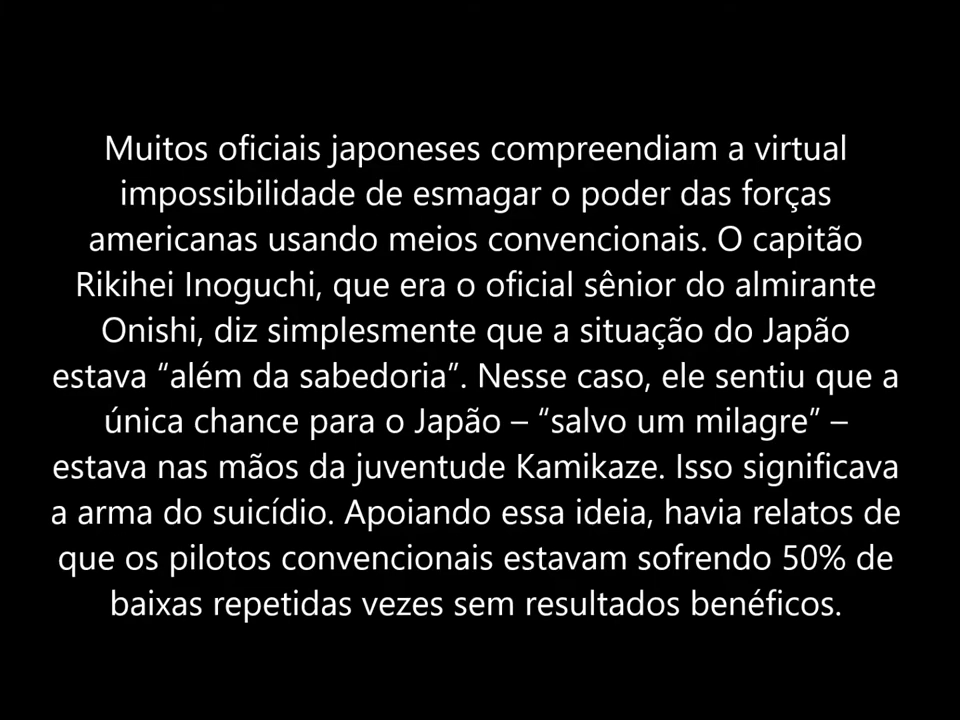 Muitos oficiais japoneses compreendiam a virtual
impossibilidade de esmagar o poder das forças
americanas usando meios convencionais. O capitão
Rikihei Inoguchi, que era o oficial sênior do almirante
Onishi, diz simplesmente que a situação do Japão
estava “além da sabedoria”. Nesse caso, ele sentiu que a
única chance para o Japão – “salvo um milagre” –
estava nas mãos da juventude Kamikaze. Isso significava
a arma do suicídio. Apoiando essa ideia, havia relatos de
que os pilotos convencionais estavam sofrendo 50% de
baixas repetidas vezes sem resultados benéficos.